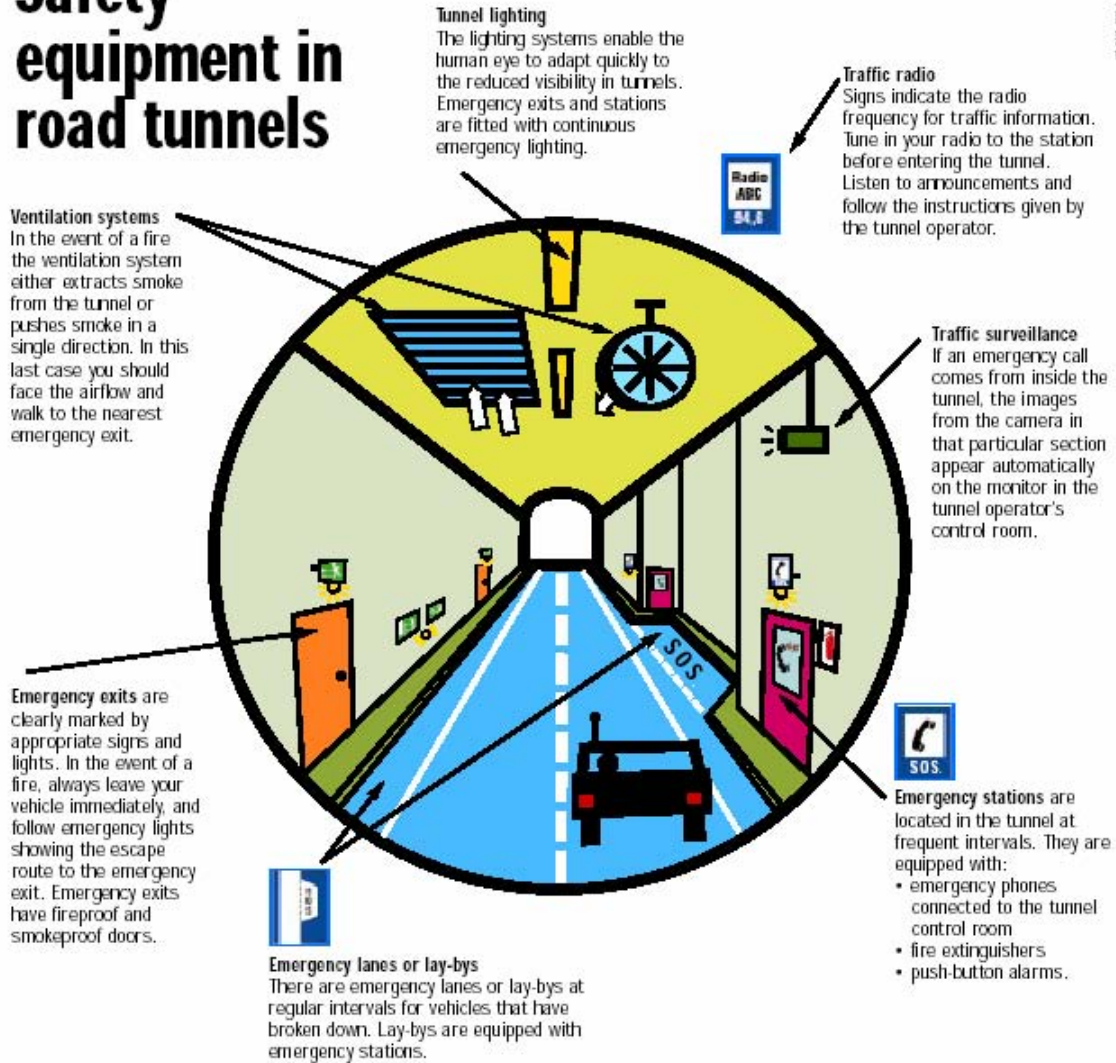 Safety
equipment in
road tunnels
Tunnel lighting
The lighting systems enable the
human eye to adapt quickly to
the reduced visibility in tunnels.
Emergency exits and stations
are fitted with continuous
emergency lighting.
Traffic radio
Signs indicate the radio
frequency for traffic information.
Tune in your radio to the station
before entering the tunnel.
Listen to announcements and
follow the instructions given by
the tunnel operator.
Radio
ABC
94,8
Ventilation systems
In the event of a fire
the ventilation system
either extracts smoke
from the tunnel or
pushes smoke in a
single direction. In this
last case you should
face the airflow and
walk to the nearest
emergency exit.
Traffic surveillance
If an emergency call
comes from inside the
tunnel, the images
from the camera in
that particular section
appear automatically
on the monitor in the
tunnel operator's
control room.
SOS
Emergency exits are
clearly marked by
appropriate signs and
lights. In the event of a
fire, always leave your
vehicle immediately, and
follow emergency lights
showing the escape
route to the emergency
exit. Emergency exits
have fireproof and
smokeproof doors.
SOS.
Emergency stations are
located in the tunnel at
frequent intervals. They are
equipped with:
• emergency phones
connected to the tunnel
control room
• fire extinguishers
• push-button alarms.
Emergency lanes or lay-bys
There are emergency lanes or lay-bys at
regular intervals for vehicles that have
broken down. Lay-bys are equipped with
emergency stations.